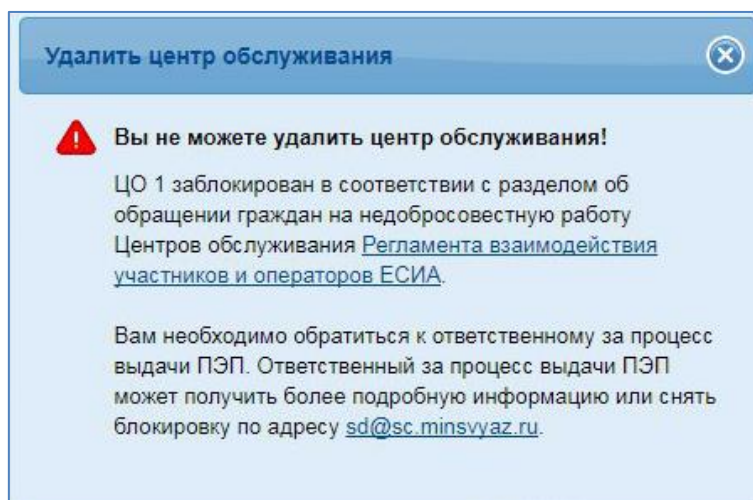 Удалить центр обслуживания
Вы не можете удалить центр обслуживания!
ЦО 1 заблокирован в соответствии с разделом об
обращении граждан на недобросовестную работу
Центров обслуживания Регламента взаимодействия
участников и операторов ЕСИА.
Вам необходимо обратиться к ответственному за процесс
выдачи ПЭП. Ответственный за процесс выдачи ПЭП
может получить более подробную информацию или снять
блокировку по адресу sd@sc.minsvyaz.ru.